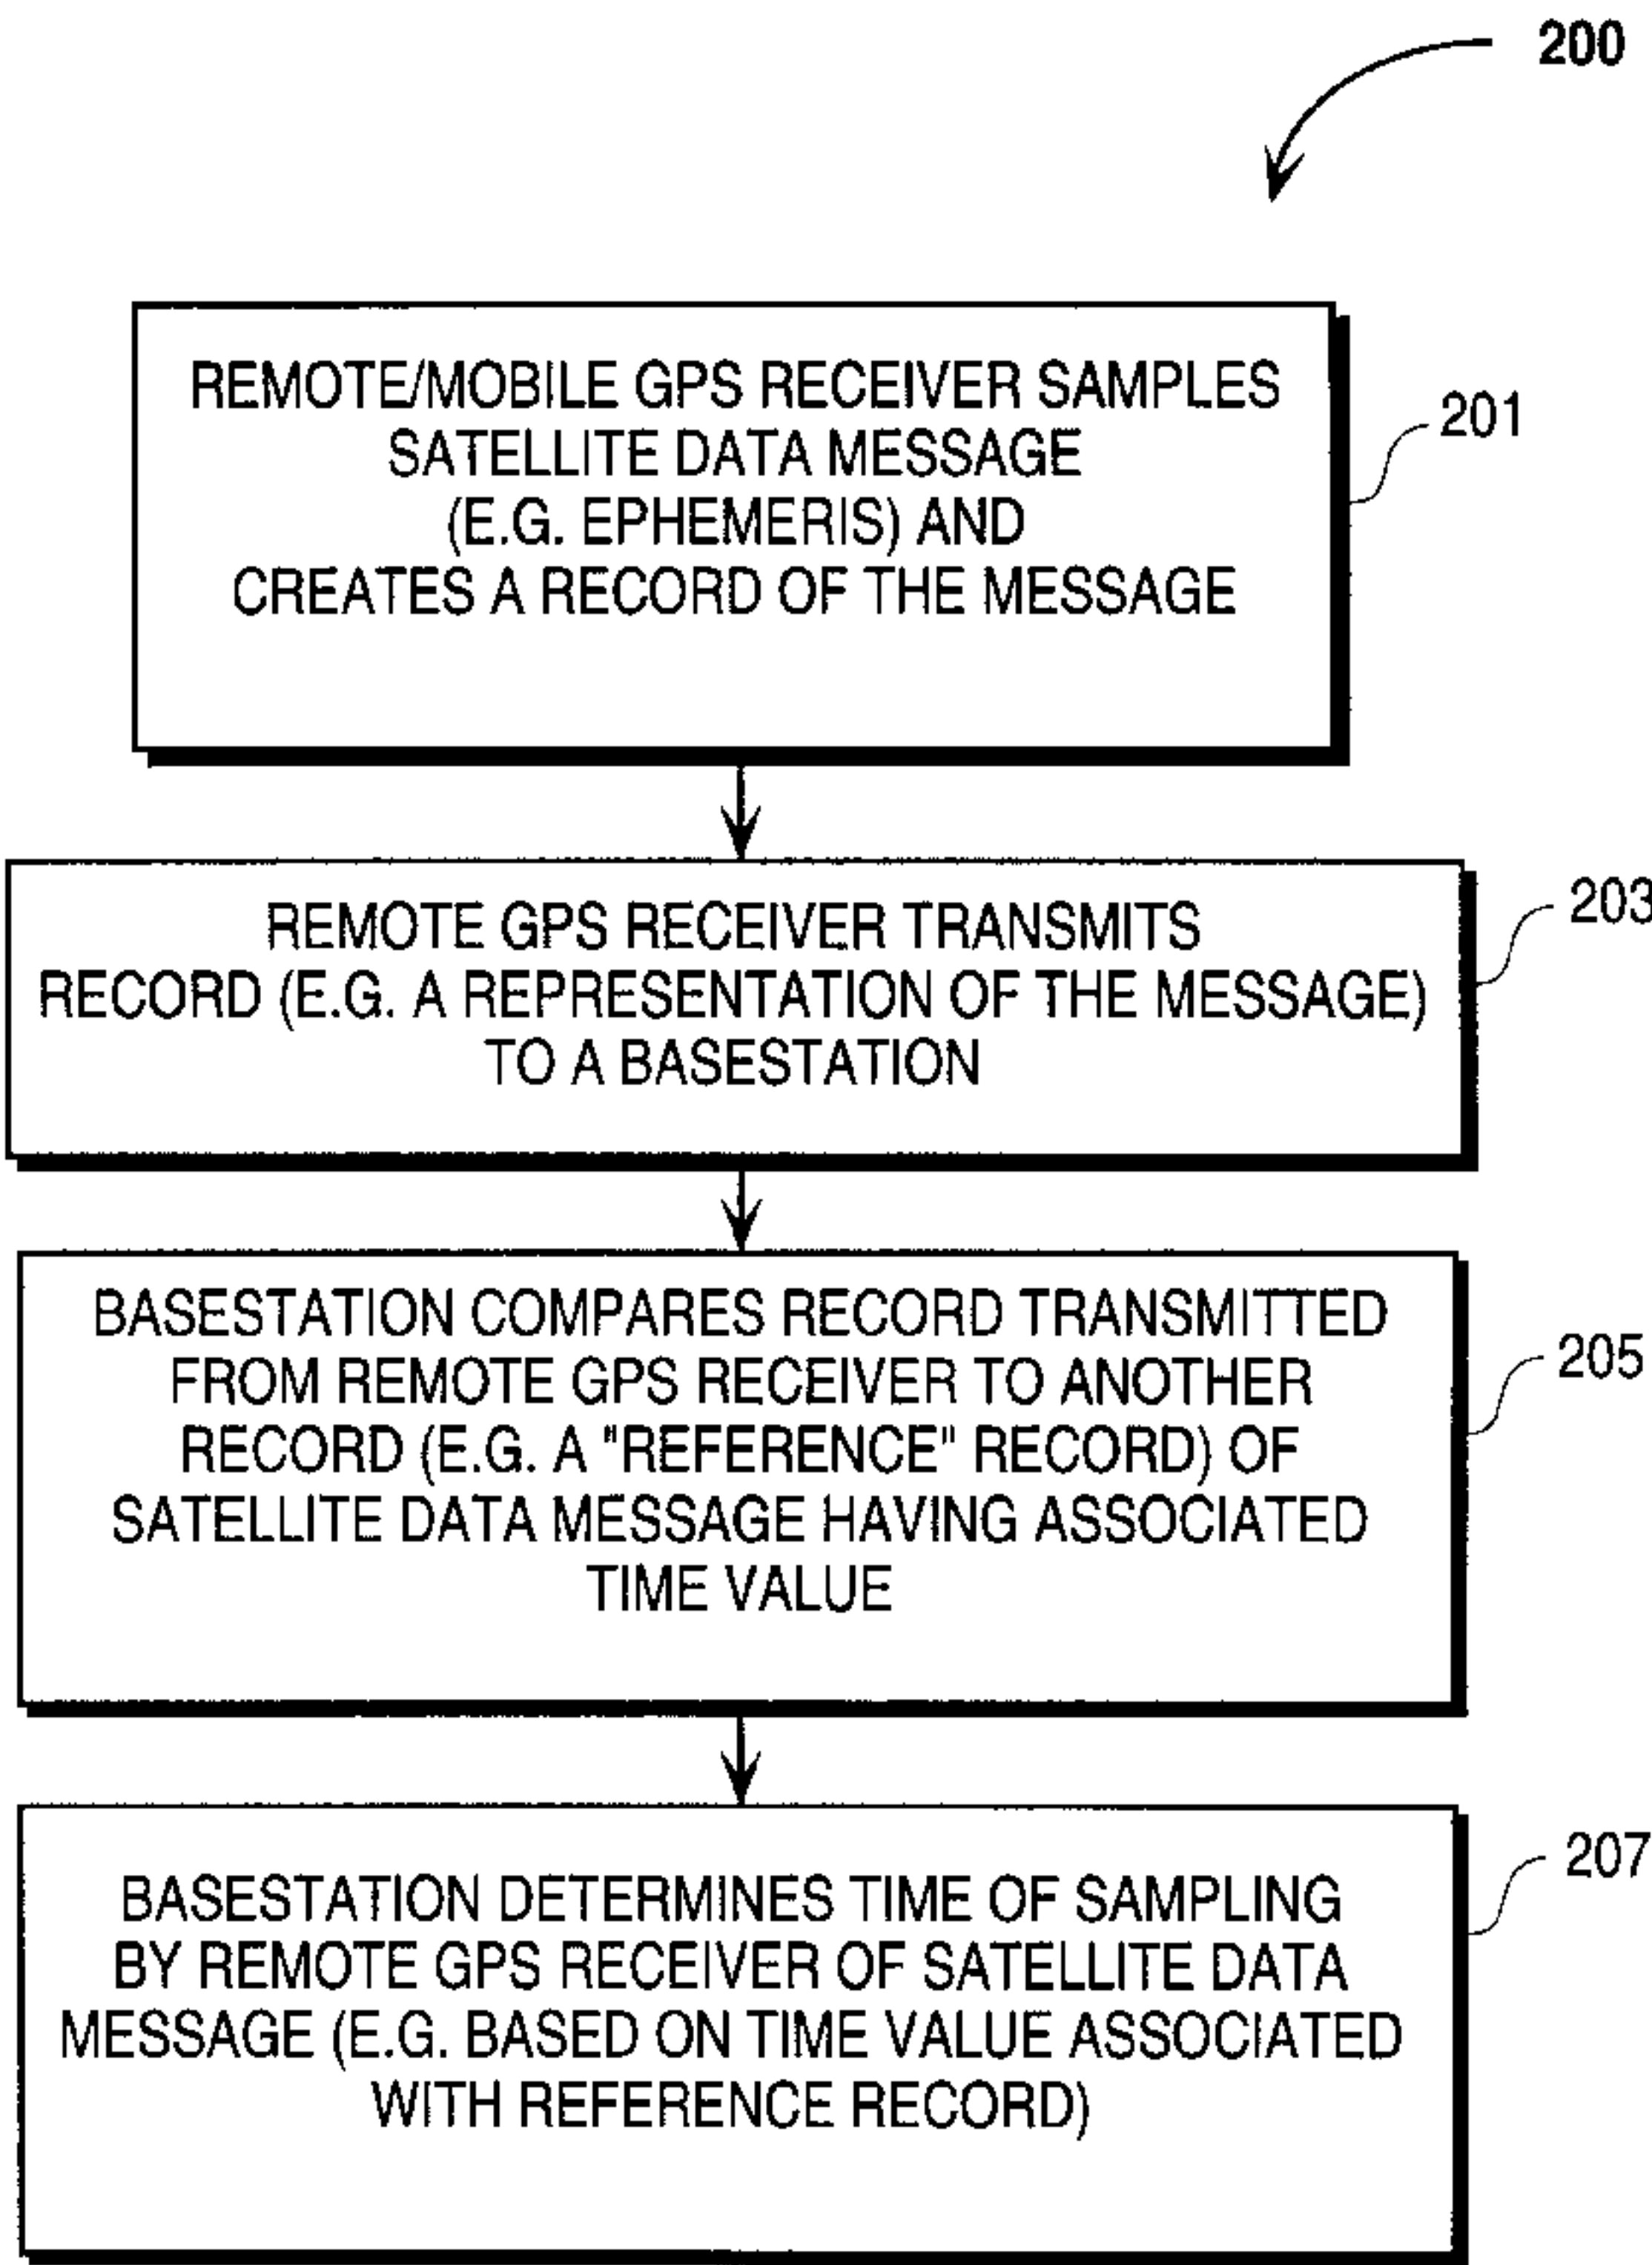 200
REMOTE/MOBILE GPS RECEIVER SAMPLES
SATELLITE DATA MESSAGE
(E.G. EPHEMERIS) AND
CREATES A RECORD OF THE MESSAGE
201
REMOTE GPS RECEIVER TRANSMITS
RECORD (E.G. A REPRESENTATION OF THE MESSAGE)
TO A BASESTATION
203
BASESTATION COMPARES RECORD TRANSMITTED
FROM REMOTE GPS RECEIVER TO ANOTHER
RECORD (E.G. A "REFERENCE" RECORD) OF
SATELLITE DATA MESSAGE HAVING ASSOCIATED
TIME VALUE
205
BASESTATION DETERMINES TIME OF SAMPLING
BY REMOTE GPS RECEIVER OF SATELLITE DATA
MESSAGE (E.G. BASED ON TIME VALUE ASSOCIATED
WITH REFERENCE RECORD)
207